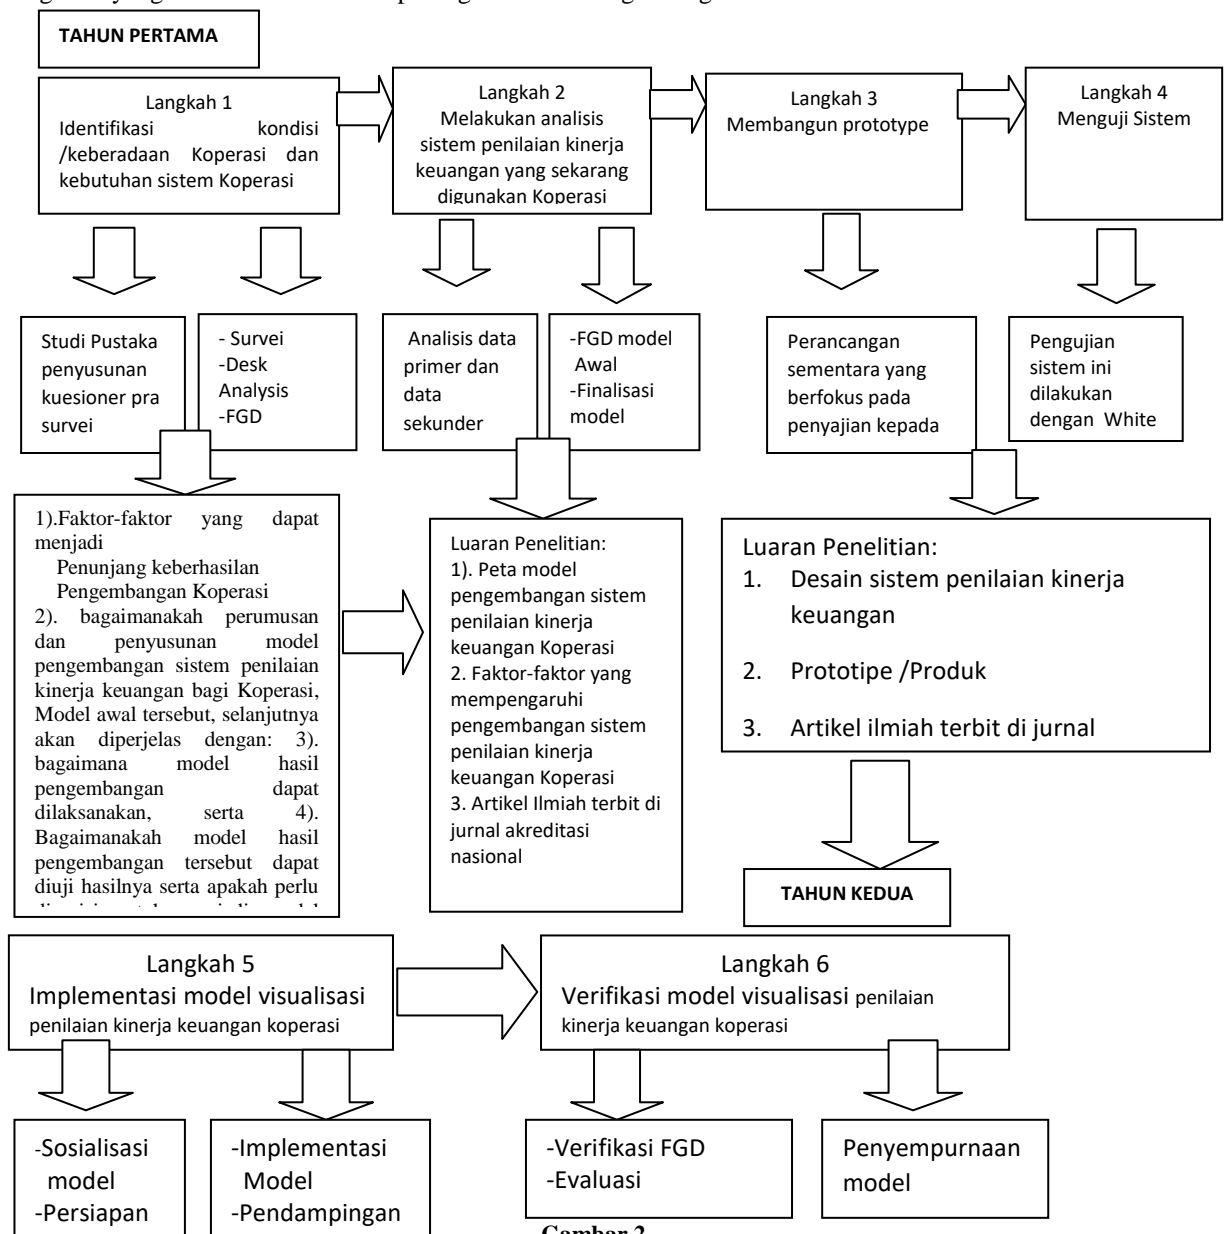 TAHUN PERTAMA
Langkah 1
Identifikasi kondisi
/keberadaan Koperasi dan
kebutuhan sistem Koperasi
Langkah 2
Melakukan analisis
sistem penilaian kinerja
keuangan yang sekarang
digunakan Koperasi
Langkah 3
Membangun prototype
Langkah 4
Menguji Sistem
Studi Pustaka
penyusunan
kuesioner pra
survei
- Survei
-Desk
Analysis
-FGD
Analisis data
primer dan
data
sekunder
-FGD model
Awal
-Finalisasi
model
Perancangan
sementara yang
berfokus pada
penyajian kepada
Pengujian
sistem ini
dilakukan
dengan White
1).Faktor-faktor yang dapat
menjadi
Penunjang keberhasilan
Pengembangan Koperasi
2). bagaimanakah perumusan
dan penyusunan model
pengembangan sistem penilaian
kinerja keuangan bagi Koperasi,
Model awal tersebut, selanjutnya
akan diperjelas dengan: 3).
bagaimana model hasil
pengembangan dapat
dilaksanakan, serta 4).
Bagaimanakah model hasil
pengembangan tersebut dapat
diuji hasilnya serta apakah perlu
Luaran Penelitian:
1). Peta model
pengembangan sistem
penilaian kinerja
keuangan Koperasi
2. Faktor-faktor yang
mempengaruhi
pengembangan sistem
penilaian kinerja
keuangan Koperasi
3. Artikel Ilmiah terbit di
jurnal akreditasi
nasional
Luaran Penelitian:
1. Desain sistem penilaian kinerja
keuangan
2. Prototipe /Produk
3. Artikel ilmiah terbit di jurnal
TAHUN KEDUA
Langkah 5
Implementasi model visualisasi
penilaian kinerja keuangan koperasi
Langkah 6
Verifikasi model visualisasi penilaian
kinerja keuangan koperasi
-Sosialisasi
model
-Persiapan
-Implementasi
Model
-Pendampingan
-Verifikasi FGD
-Evaluasi
Penyempurnaan
model
Gambar 2